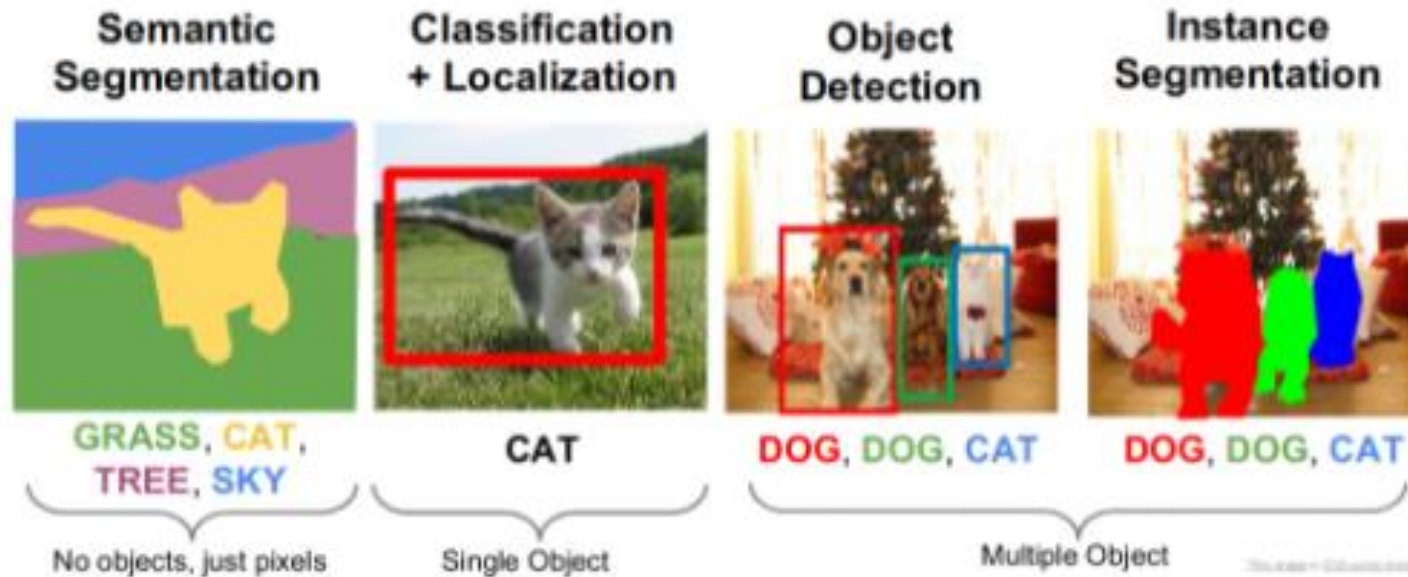 Semantic
Segmentation
Classification
+ Localization
Object
Detection
Instance
Segmentation
GRASS, CAT,
TREE, SKY
CAT
DOG, DOG, CAT
DOG, DOG, CAT
No objects, just pixels
Single Object
Multiple Object